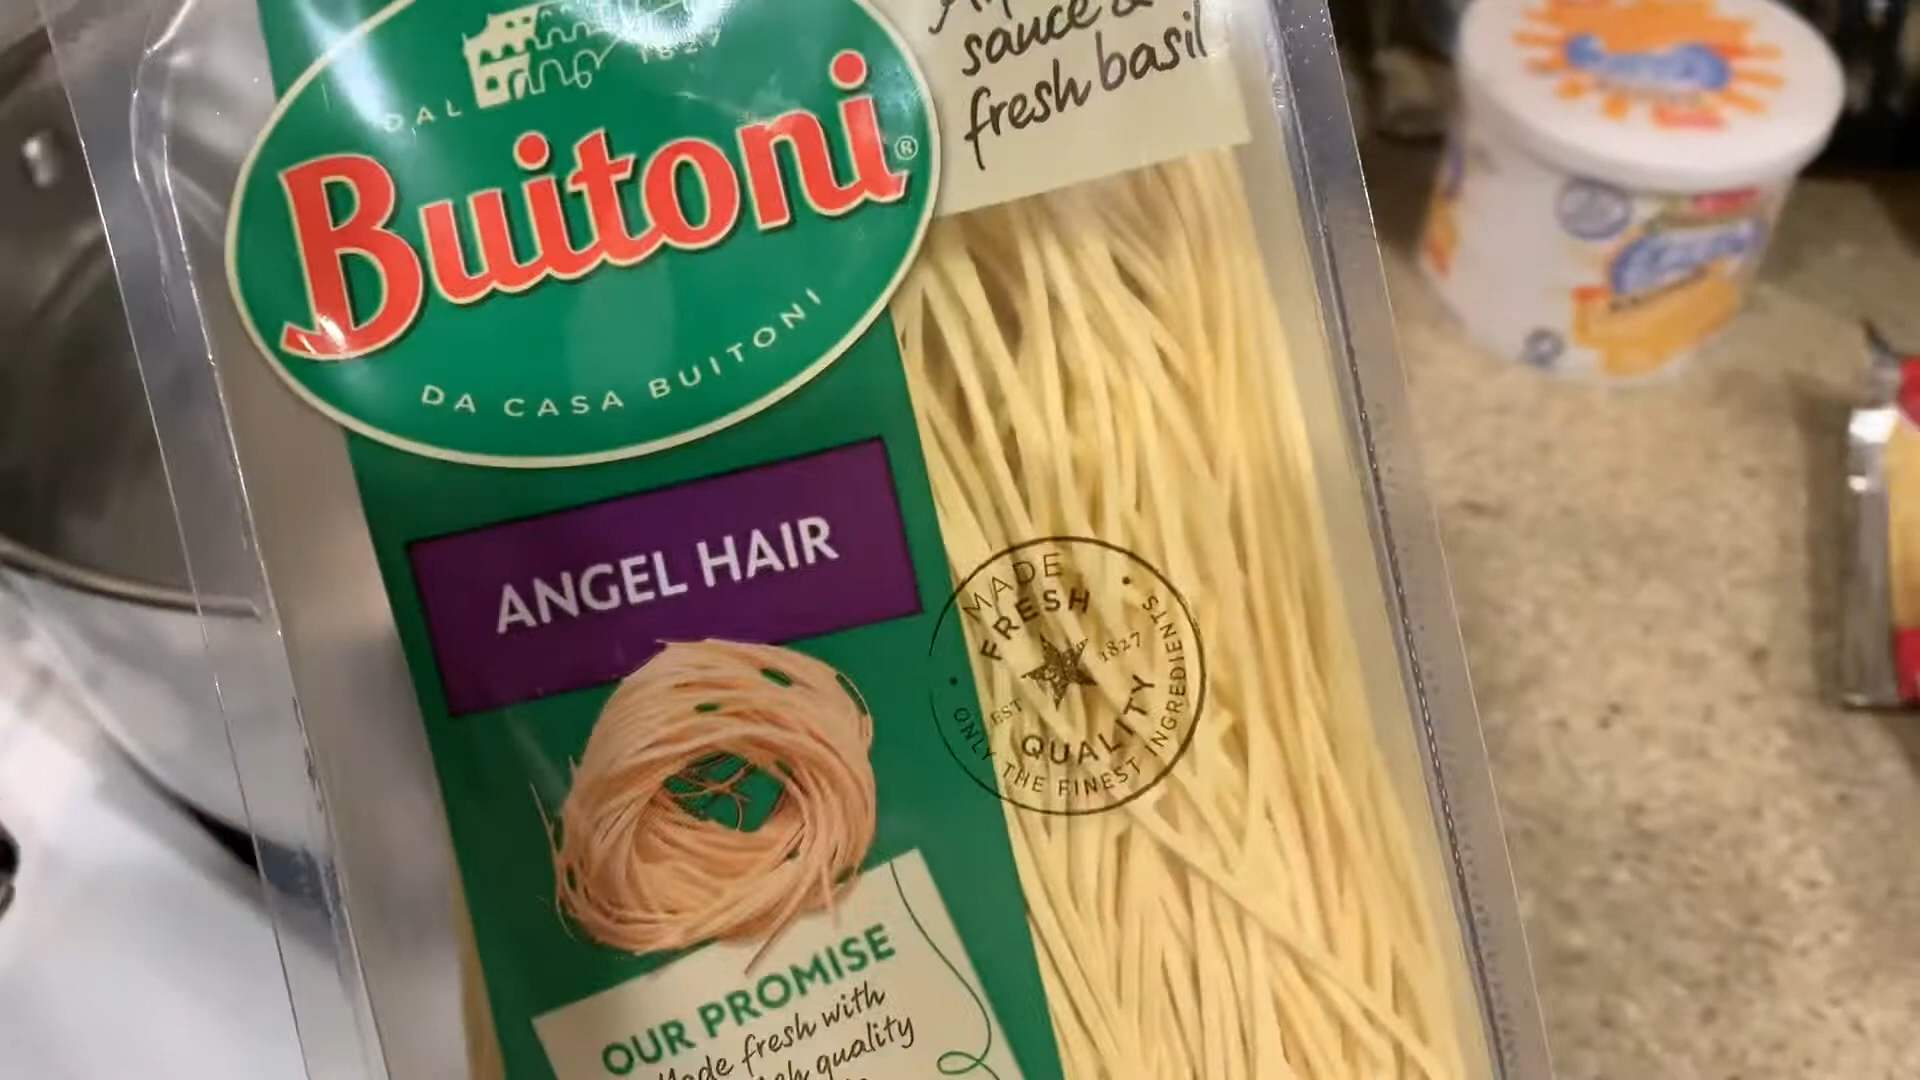 sauce &
fresh basil
DAL 1827
Buitoni®
DA CASA BUITONI
ANGEL HAIR
MADE
FRESH
EST 1827
QUALITY
ONLY THE FINEST INGREDIENTS
OUR PROMISE
Made fresh with
quality